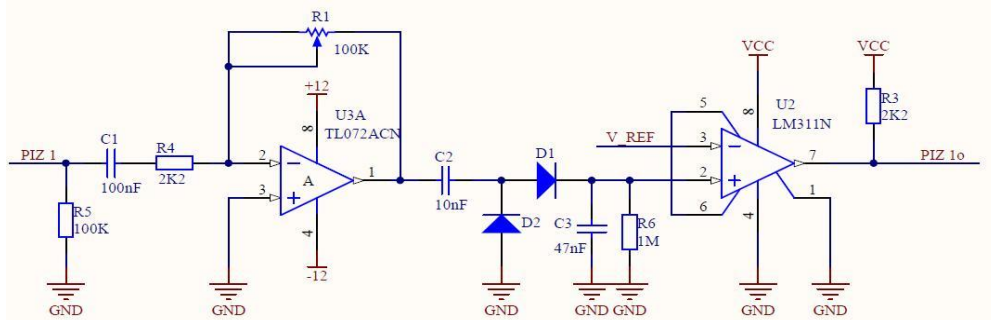 R1
100K
+12
8
U3A
TL072ACN
PIZ 1
C1
100nF
R4
2K2
R5
100K
GND
2
3
A
1
4
-12
GND
C2
10nF
D1
D2
GND
C3
47nF
R6
1M
GND
GND
V_REF
VCC
8
U2
LM311N
5
3
2
6
7
1
4
GND
GND
VCC
R3
2K2
PIZ 1o